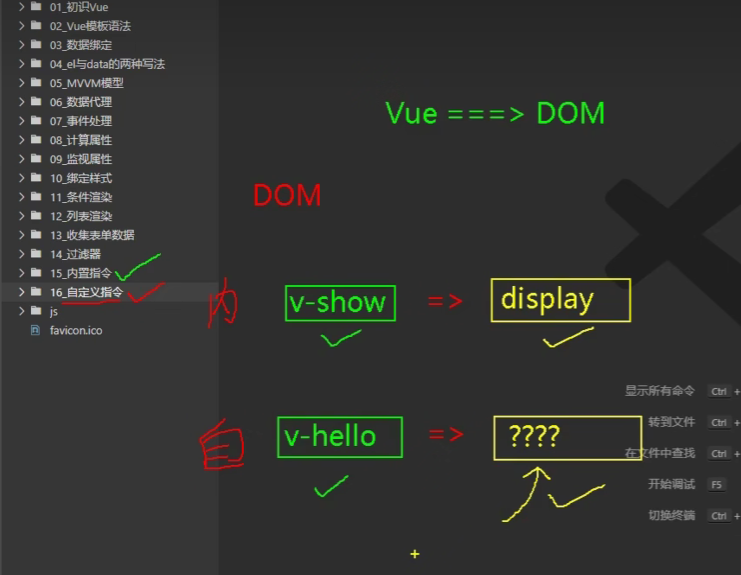 01_初识Vue
02_Vue模板语法
03_数据绑定
04_el与data的两种写法
05_MVVM模型
06_数据代理
07_事件处理
08_计算属性
09_监视属性
10_绑定样式
11_条件渲染
12_列表渲染
13_收集表单数据
14_过滤器
15_内置指令
16_自定义指令
js
favicon.ico
Vue ===> DOM
DOM
内 v-show => display
自 v-hello => ????
显示所有命令 Ctrl +
转到文件 Ctrl +
在文件中查找 Ctrl +
开始调试 F5
切换终端 Ctrl +